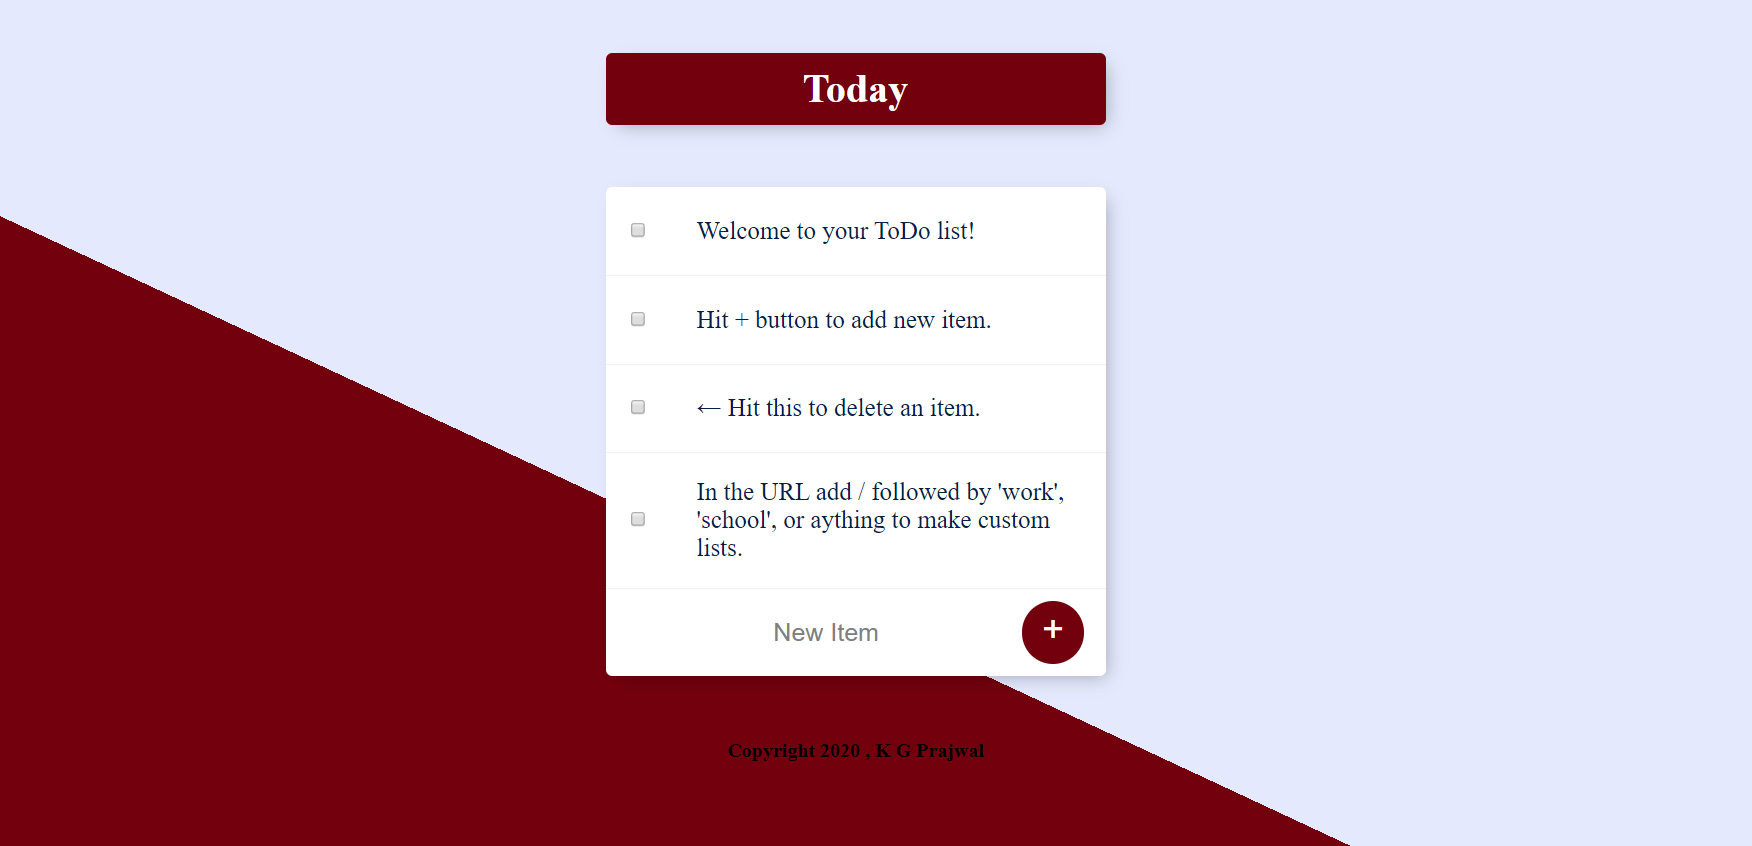 Today
Welcome to your ToDo list!
Hit + button to add new item.
← Hit this to delete an item.
In the URL add / followed by 'work',
'school', or aything to make custom
lists.
New Item
+
Copyright 2020 , K G Prajwal